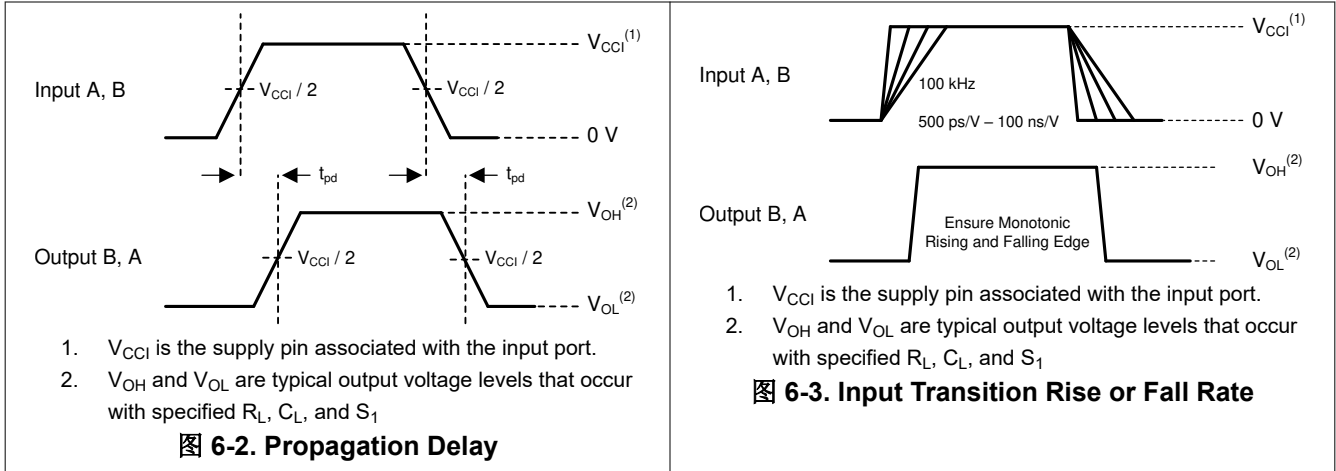 V_CCI^(1)
Input A, B
V_CCI / 2
V_CCI / 2
0 V
t_pd
t_pd
V_OH^(2)
Output B, A
V_CCI / 2
V_CCI / 2
V_OL^(2)
1. V_CCI is the supply pin associated with the input port.
2. V_OH and V_OL are typical output voltage levels that occur
with specified R_L, C_L, and S_1
图 6-2. Propagation Delay
V_CCI^(1)
Input A, B
100 kHz
500 ps/V – 100 ns/V
0 V
V_OH^(2)
Output B, A
Ensure Monotonic
Rising and Falling Edge
V_OL^(2)
1. V_CCI is the supply pin associated with the input port.
2. V_OH and V_OL are typical output voltage levels that occur
with specified R_L, C_L, and S_1
图 6-3. Input Transition Rise or Fall Rate